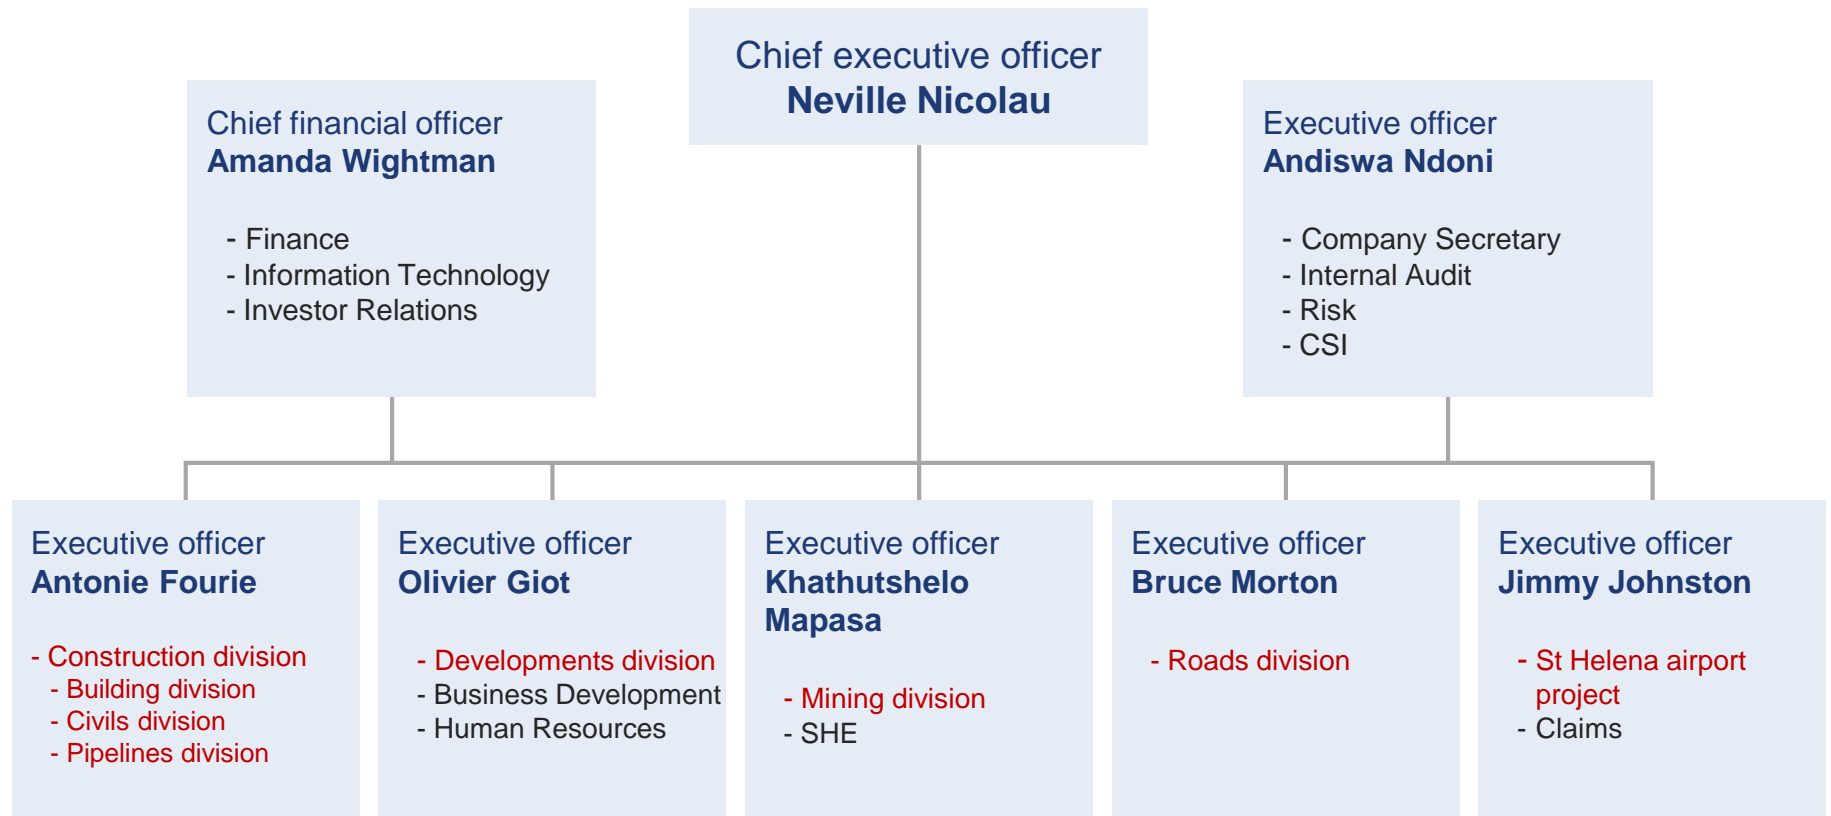 Chief executive officer
Neville Nicolau
Chief financial officer
Amanda Wightman
- Finance
- Information Technology
- Investor Relations
Executive officer
Andiswa Ndoni
- Company Secretary
- Internal Audit
- Risk
- CSI
Executive officer
Antonie Fourie
- Construction division
- Building division
- Civils division
- Pipelines division
Executive officer
Olivier Giot
- Developments division
- Business Development
- Human Resources
Executive officer
Khathutshelo
Mapasa
- Mining division
- SHE
Executive officer
Bruce Morton
- Roads division
Executive officer
Jimmy Johnston
- St Helena airport
project
- Claims